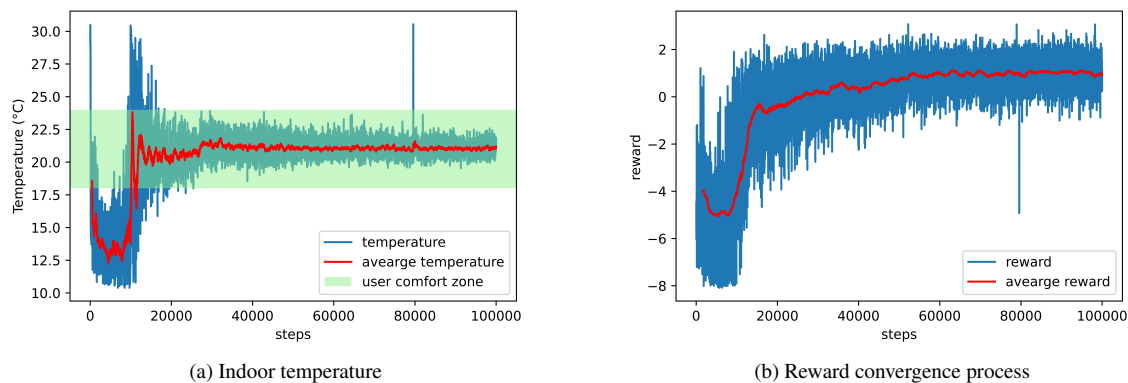 30.0
27.5
25.0
22.5
20.0
17.5
15.0
12.5
10.0
Temperature (°C)
temperature
avearge temperature
user comfort zone
0 20000 40000 60000 80000 100000
steps
(a) Indoor temperature
2
0
−2
−4
−6
−8
reward
reward
avearge reward
0 20000 40000 60000 80000 100000
steps
(b) Reward convergence process